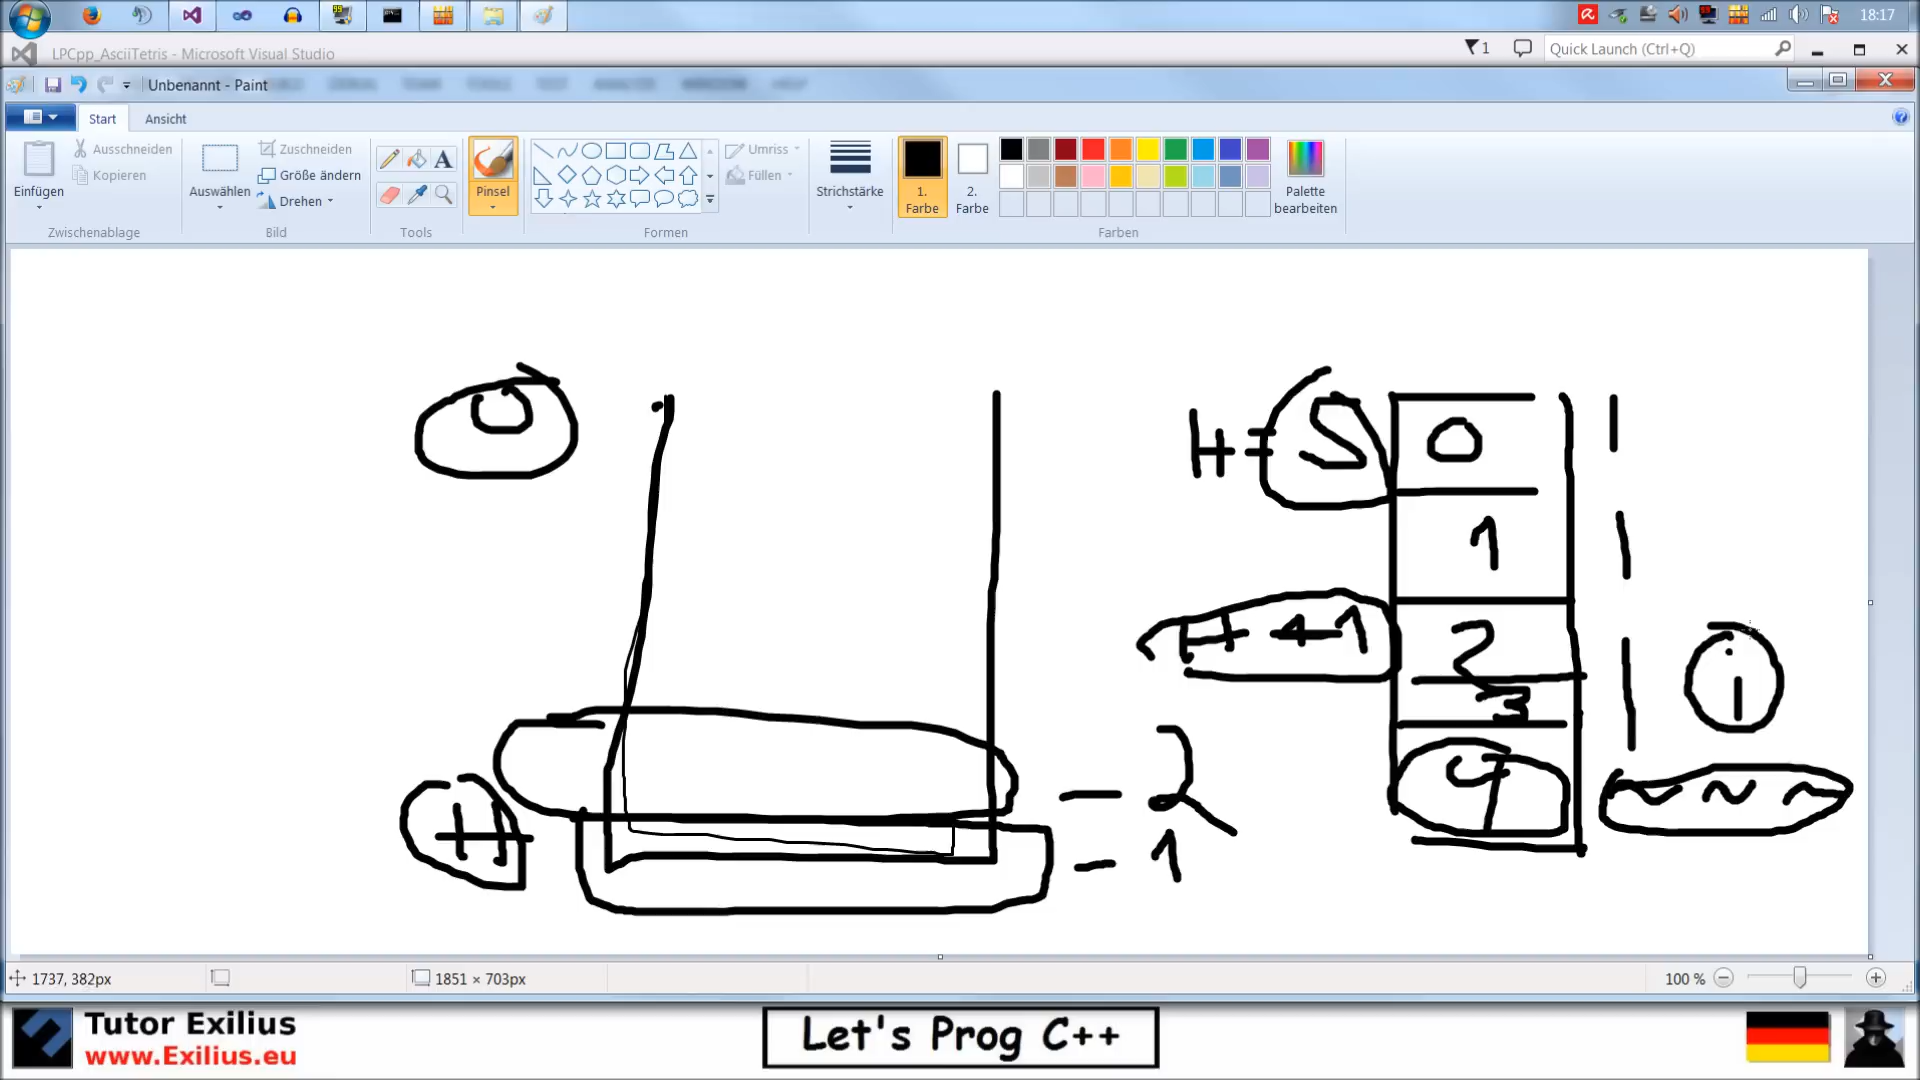 18:17
LPCpp_AsciiTetris - Microsoft Visual Studio
1
Quick Launch (Ctrl+Q)
Unbenannt - Paint
Start
Ansicht
Einfügen
Ausschneiden
Kopieren
Zwischenablage
Auswählen
Zuschneiden
Größe ändern
Drehen
Bild
A
Tools
Pinsel
Formen
Umriss
Füllen
Strichstärke
1.
Farbe
2.
Farbe
Farben
Palette
bearbeiten
0
H
- 2
- 1
H = 5
H + 1
0
1
2
3
4
i
1737, 382px
1851 × 703px
100 %
Tutor Exilius
www.Exilius.eu
Let's Prog C++